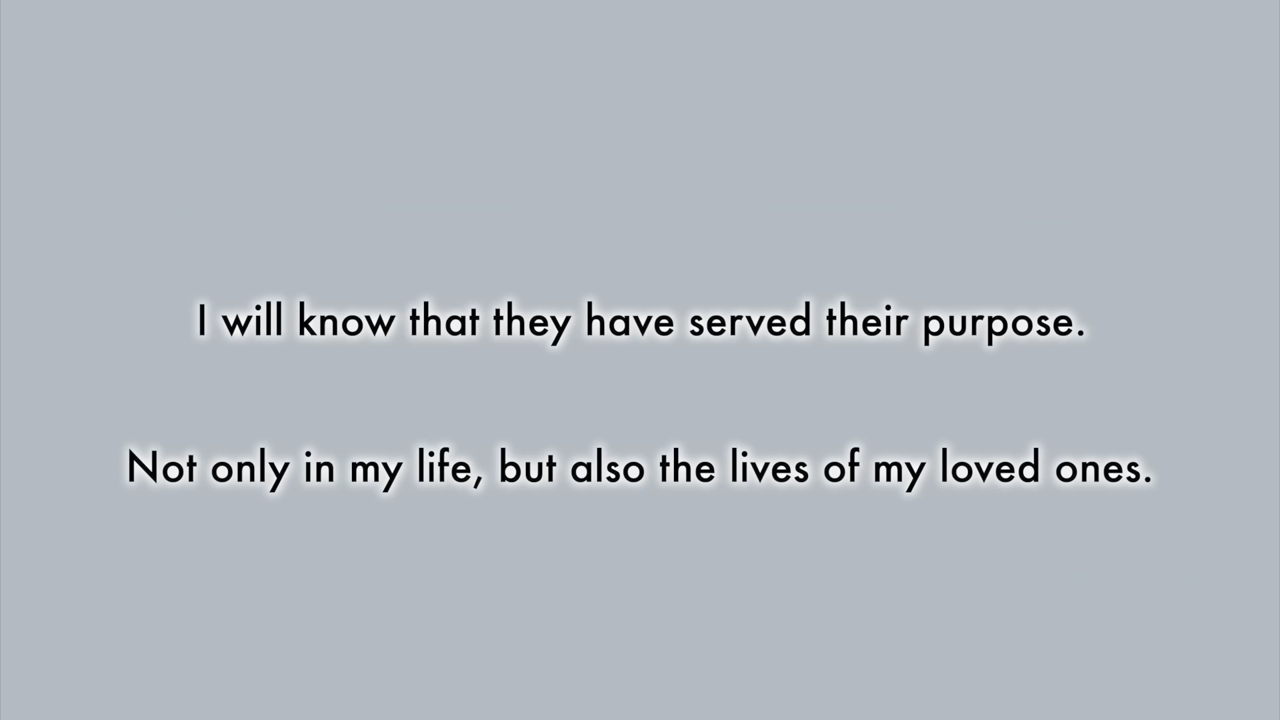 I will know that they have served their purpose.
Not only in my life, but also the lives of my loved ones.